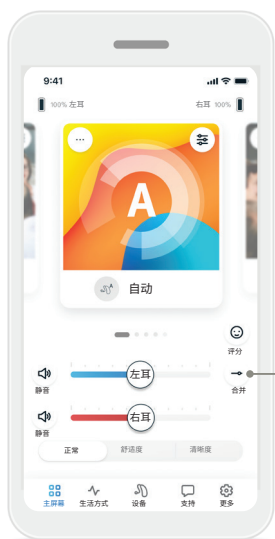 9:41
100% 左耳
右耳 100%
A
自动
评分
静音
左耳
合并
静音
右耳
正常
舒适度
清晰度
主屏幕
生活方式
设备
支持
更多